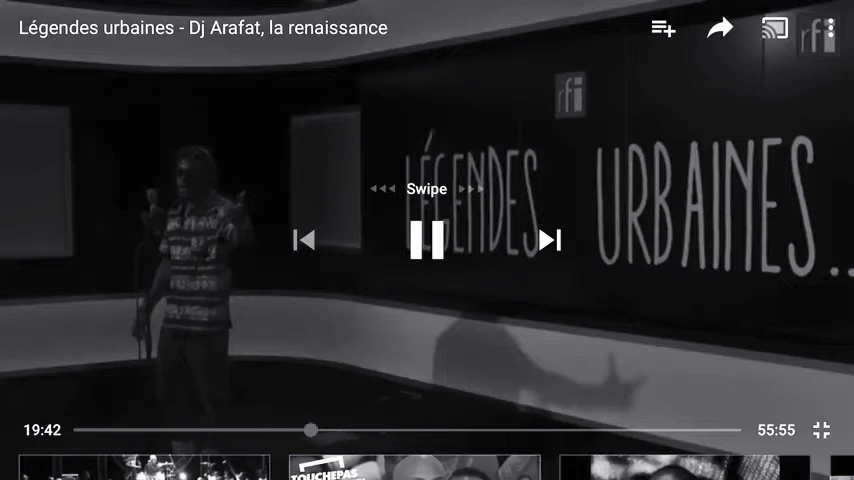 Légendes urbaines - Dj Arafat, la renaissance
rfi
rfi
LÉGENDES URBAINES...
Swipe
19:42
55:55
TOUCHEPAS